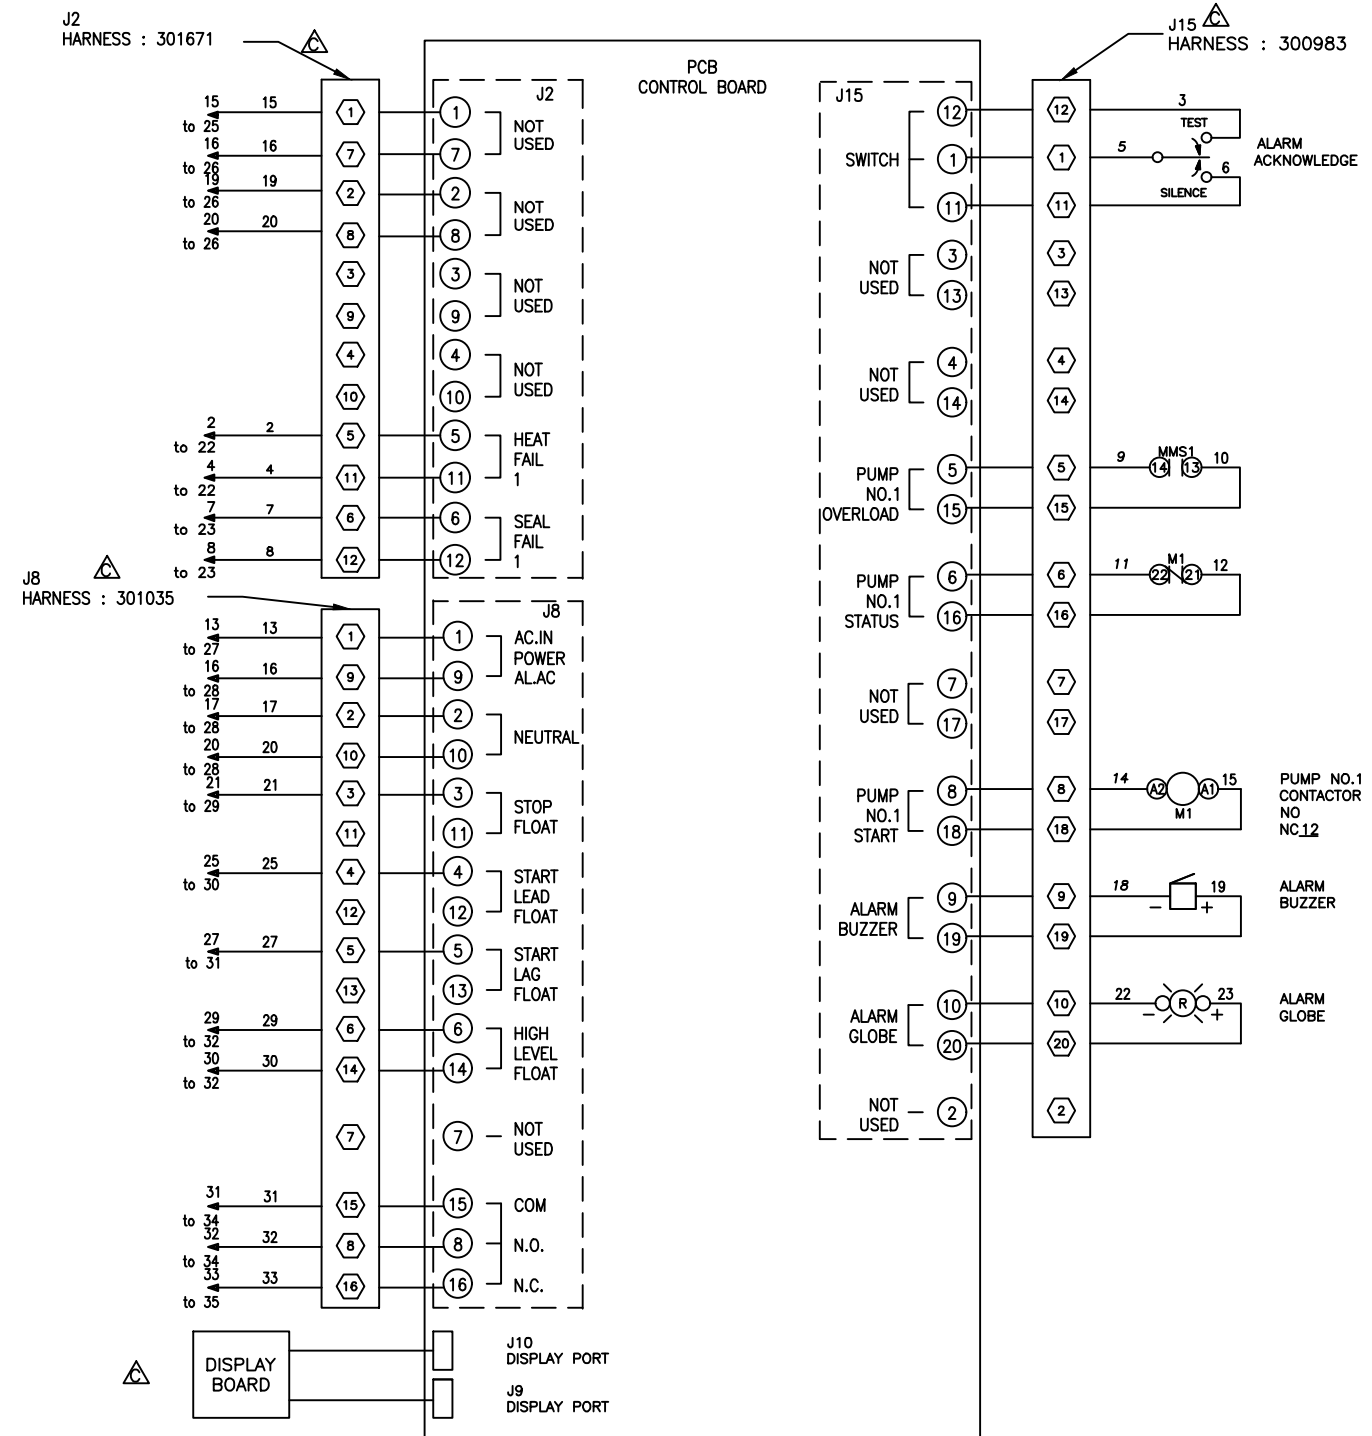 J2
HARNESS : 301671
C
15 15
to 25
16 16
to 26
19 19
to 26
20 20
to 26
2 2
to 22
4 4
to 22
7 7
to 23
8 8
to 23
1
7
2
8
3
9
4
10
5
11
6
12
J8
HARNESS : 301035
C
13 13
to 27
16 16
to 28
17 17
to 28
20 20
to 28
21 21
to 29
25 25
to 30
27 27
to 31
29 29
to 32
30 30
to 32
31 31
to 34
32 32
to 34
33 33
to 35
1
9
2
10
3
11
4
12
5
13
6
14
7
15
8
16
PCB
CONTROL BOARD
J2
1
7
NOT
USED
2
8
NOT
USED
3
9
NOT
USED
4
10
NOT
USED
5
11
HEAT
FAIL
1
6
12
SEAL
FAIL
1
J8
1
9
AC.IN
POWER
AL.AC
2
10
NEUTRAL
3
11
STOP
FLOAT
4
12
START
LEAD
FLOAT
5
13
START
LAG
FLOAT
6
14
HIGH
LEVEL
FLOAT
7
NOT
USED
15
COM
8
N.O.
16
N.C.
C
DISPLAY
BOARD
J10
DISPLAY PORT
J9
DISPLAY PORT
J15
SWITCH
12
1
11
NOT
USED
3
13
NOT
USED
4
14
PUMP
NO.1
OVERLOAD
5
15
PUMP
NO.1
STATUS
6
16
NOT
USED
7
17
PUMP
NO.1
START
8
18
ALARM
BUZZER
9
19
ALARM
GLOBE
10
20
NOT
USED
2
J15
C
HARNESS : 300983
12
1
11
3
13
4
14
5
15
6
16
7
17
8
18
9
19
10
20
2
3
TEST
5
6
SILENCE
ALARM
ACKNOWLEDGE
MMS1
9 14 13 10
M1
11 22 21 12
14 A2 A1 15
M1
PUMP NO.1
CONTACTOR
NO
NC 12
18 19
- +
ALARM
BUZZER
22 R 23
- +
ALARM
GLOBE